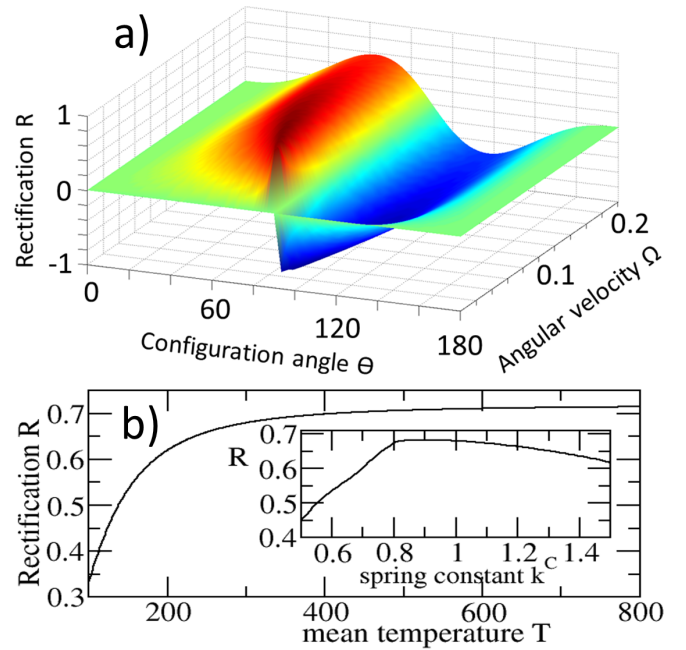 a)
Rectification R
1
0
-1
0
60
120
180
Configuration angle Θ
0.1
0.2
Angular velocity Ω
b)
Rectification R
0.7
0.6
0.5
0.4
0.3
200 400 600 800
mean temperature T
R
0.7
0.6
0.5
0.4
0.6 0.8 1 1.2 1.4
spring constant k^C